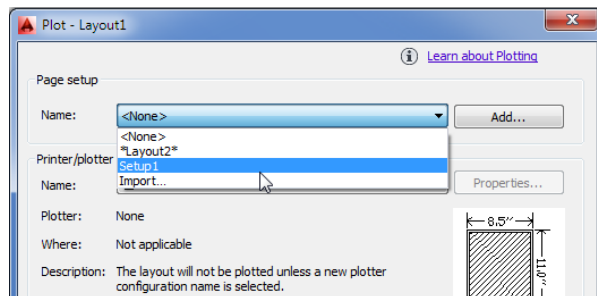 Plot - Layout1
Learn about Plotting
Page setup
Name: <None> Add...
<None>
*Layout2*
Setup1
Import...
Printer/plotter
Name: Properties...
Plotter: None
Where: Not applicable
Description: The layout will not be plotted unless a new plotter
configuration name is selected.
8.5"
11.0"